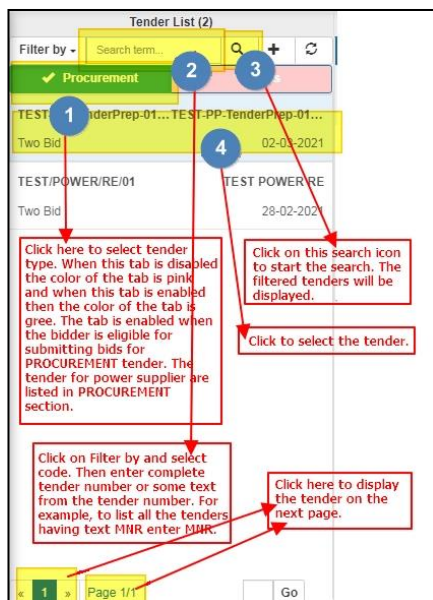 Tender List (2)
Filter by
Search term...
Procurement
2
3
1
TEST- nderPrep-01...TEST-PP-TenderPrep-01...
Two Bid
02-03-2021
4
TEST/POWER/RE/01
TEST POWER RE
Two Bid
28-02-2021
Click here to select tender
type. When this tab is disabled
the color of the tab is pink
and when this tab is enabled
then the color of the tab is
gree. The tab is enabled when
the bidder is eligible for
submitting bids for
PROCUREMENT tender. The
tender for power supplier are
listed in PROCUREMENT
section.
Click on this search icon
to start the search. The
filtered tenders will be
displayed.
Click to select the tender.
Click on Filter by and select
code. Then enter complete
tender number or some text
from the tender number. For
example, to list all the tenders
having text MNR enter MNR.
Click here to display
the tender on the
next page.
« 1 » Page 1/1
Go